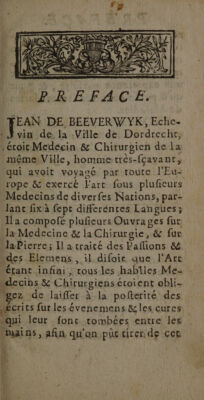 PREFACE.
JEAN DE BEEVERWYK, Eche-
vin de la Ville de Dordrecht,
étoit Medecin & Chirurgien de la
même Ville, homme très-sçavant,
qui avoit voyagé par toute l'Eu-
rope & exercé l'art sous plusieurs
Medecins de diverses Nations, par-
lant six à sept differentes Langues;
Il a composé plusieurs Ouvrages sur
la Medecine & la Chirurgie, & sur
la Pierre; Il a traité des Passions &
des Elemens, il disoit que l'Art
étant infini, tous les habiles Me-
decins & Chirurgiens étoient obli-
gez de laisser à la posterité des
écrits sur les évenemens & les cures
qui leur sont tombées entre les
mains, afin qu'on pût tirer de cet